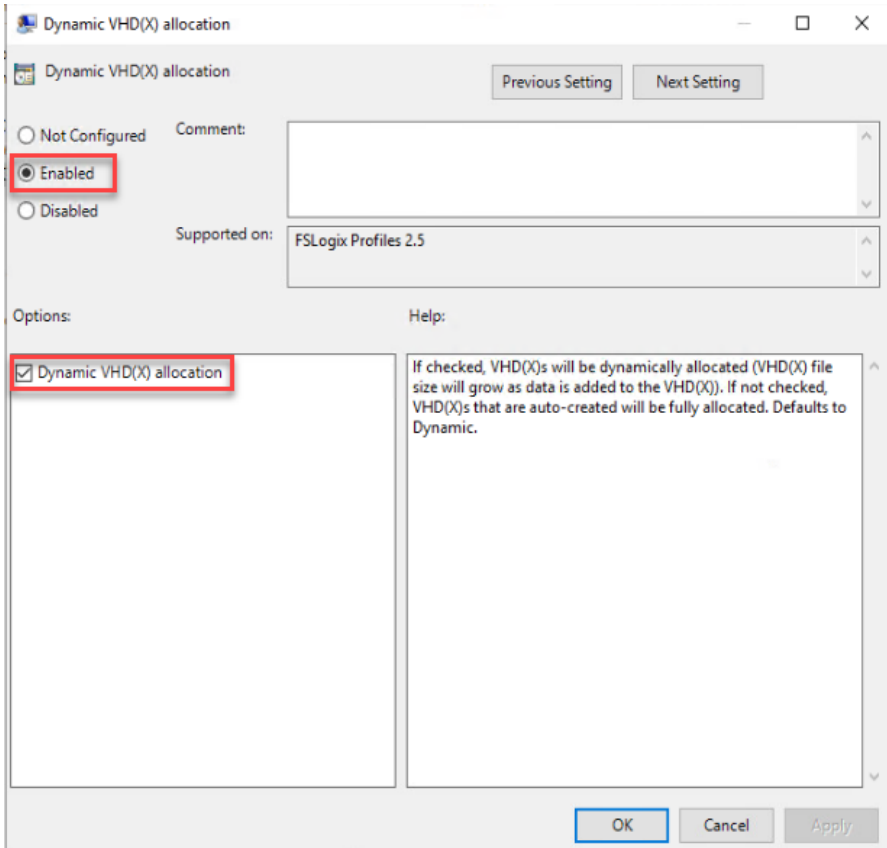 Dynamic VHD(X) allocation
Dynamic VHD(X) allocation
Previous Setting
Next Setting
Not Configured
Comment:
Enabled
Disabled
Supported on:
FSLogix Profiles 2.5
Options:
Help:
Dynamic VHD(X) allocation
If checked, VHD(X)s will be dynamically allocated (VHD(X) file
size will grow as data is added to the VHD(X)). If not checked,
VHD(X)s that are auto-created will be fully allocated. Defaults to
Dynamic.
OK
Cancel
Apply